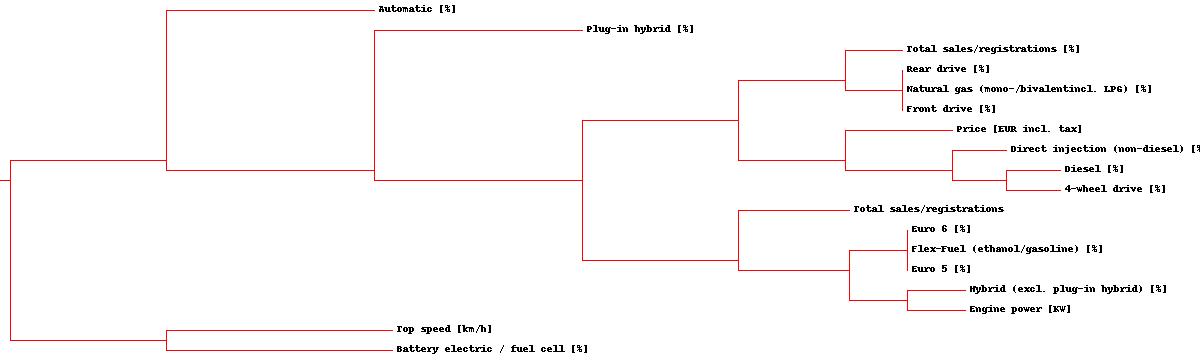 Automatic [%]
Plug-in hybrid [%]
Total sales/registrations [%]
Rear drive [%]
Natural gas (mono-/bivalentincl. LPG) [%]
Front drive [%]
Price [EUR incl. tax]
Direct injection (non-diesel) [%
Diesel [%]
4-wheel drive [%]
Total sales/registrations
Euro 6 [%]
Flex-Fuel (ethanol/gasoline) [%]
Euro 5 [%]
Hybrid (excl. plug-in hybrid) [%]
Engine power [KW]
Top speed [km/h]
Battery electric / fuel cell [%]